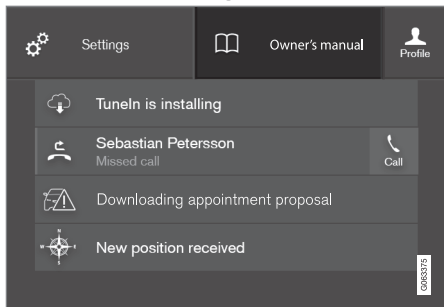 Settings
Owner's manual
Profile
TuneIn is installing
Sebastian Petersson
Missed call
Call
Downloading appointment proposal
New position received
G063375